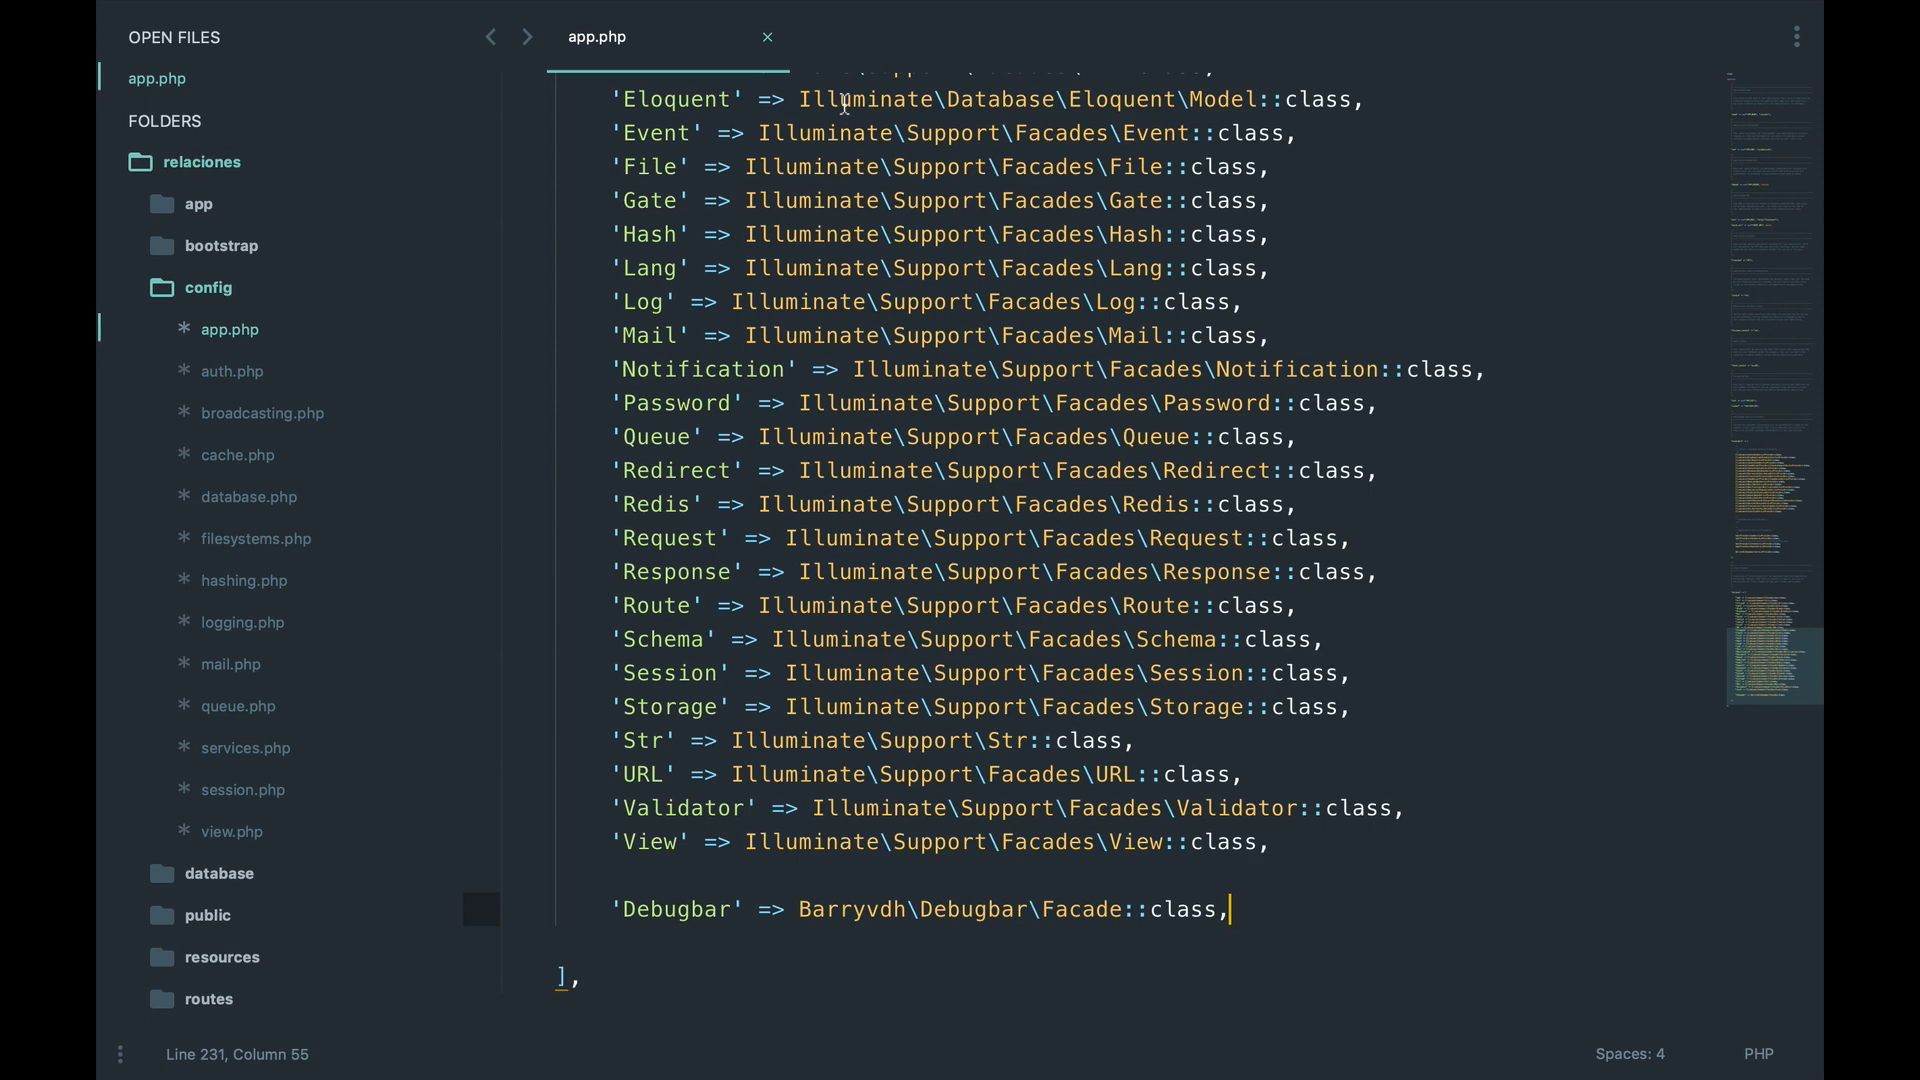 OPEN FILES
app.php
FOLDERS
relaciones
app
bootstrap
config
* app.php
* auth.php
* broadcasting.php
* cache.php
* database.php
* filesystems.php
* hashing.php
* logging.php
* mail.php
* queue.php
* services.php
* session.php
* view.php
database
public
resources
routes
app.php ×
'Eloquent' => Illuminate\Database\Eloquent\Model::class,
'Event' => Illuminate\Support\Facades\Event::class,
'File' => Illuminate\Support\Facades\File::class,
'Gate' => Illuminate\Support\Facades\Gate::class,
'Hash' => Illuminate\Support\Facades\Hash::class,
'Lang' => Illuminate\Support\Facades\Lang::class,
'Log' => Illuminate\Support\Facades\Log::class,
'Mail' => Illuminate\Support\Facades\Mail::class,
'Notification' => Illuminate\Support\Facades\Notification::class,
'Password' => Illuminate\Support\Facades\Password::class,
'Queue' => Illuminate\Support\Facades\Queue::class,
'Redirect' => Illuminate\Support\Facades\Redirect::class,
'Redis' => Illuminate\Support\Facades\Redis::class,
'Request' => Illuminate\Support\Facades\Request::class,
'Response' => Illuminate\Support\Facades\Response::class,
'Route' => Illuminate\Support\Facades\Route::class,
'Schema' => Illuminate\Support\Facades\Schema::class,
'Session' => Illuminate\Support\Facades\Session::class,
'Storage' => Illuminate\Support\Facades\Storage::class,
'Str' => Illuminate\Support\Str::class,
'URL' => Illuminate\Support\Facades\URL::class,
'Validator' => Illuminate\Support\Facades\Validator::class,
'View' => Illuminate\Support\Facades\View::class,
'Debugbar' => Barryvdh\Debugbar\Facade::class,
],
Line 231, Column 55
Spaces: 4
PHP